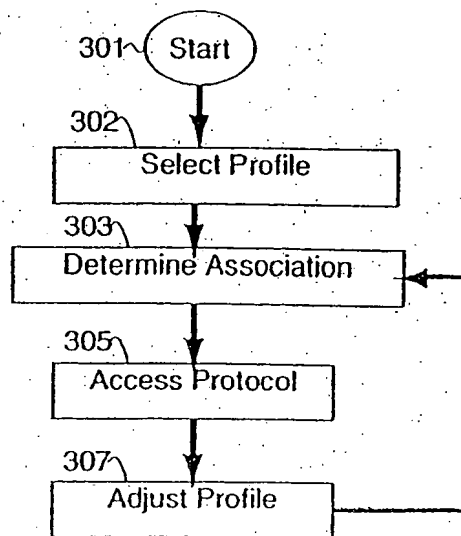 301 Start
302
Select Profile
303
Determine Association
305
Access Protocol
307
Adjust Profile